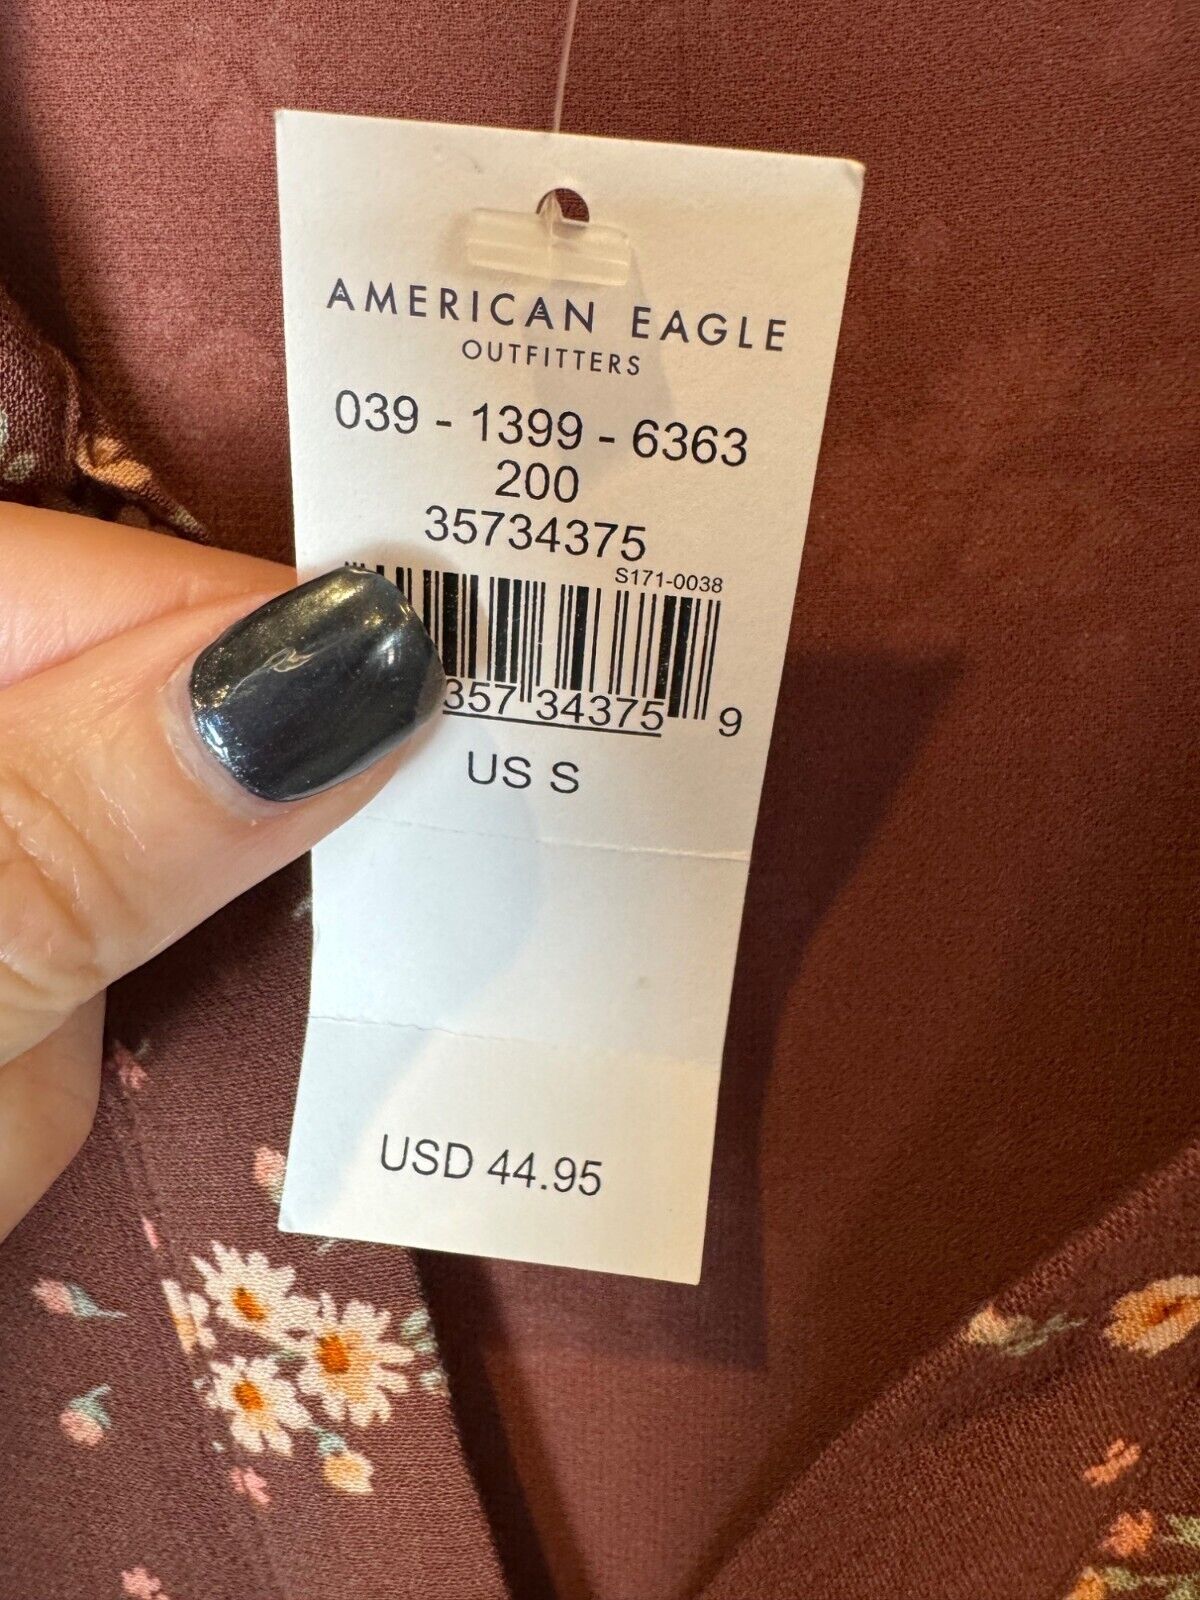 AMERICAN EAGLE
OUTFITTERS
039 - 1399 - 6363
200
35734375
S171-0038
357 34375 9
US S
USD 44.95